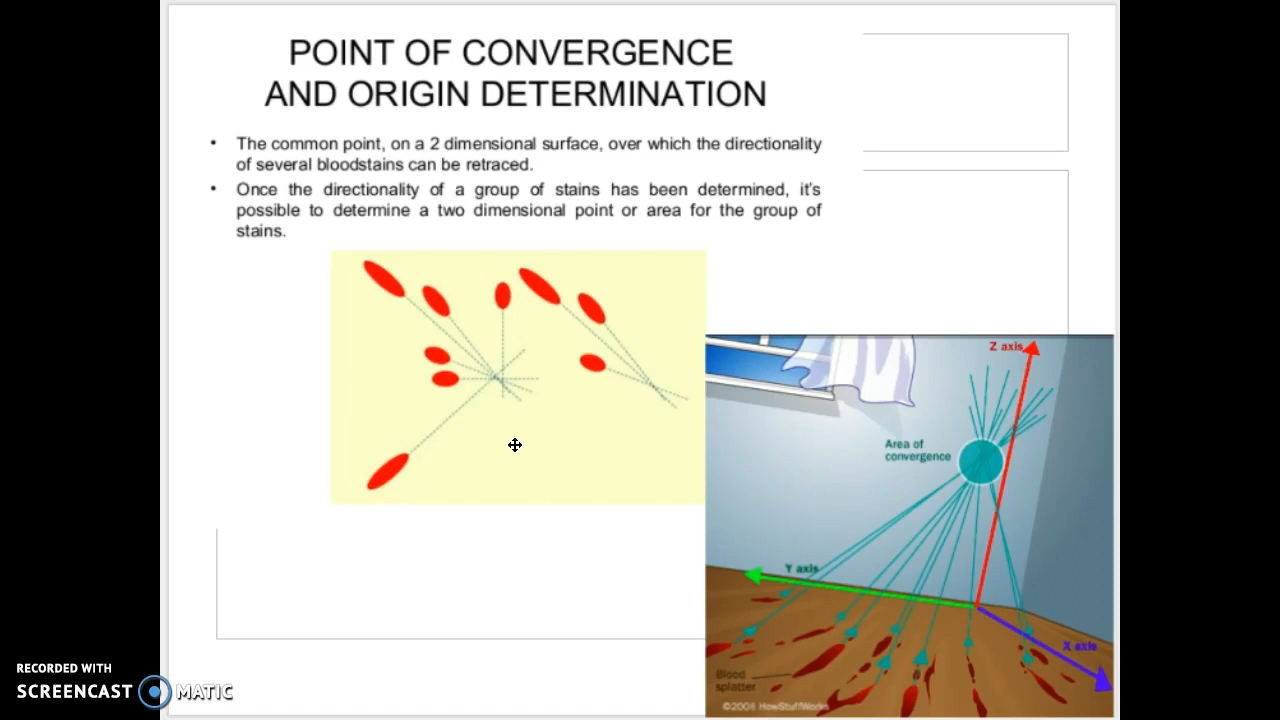 POINT OF CONVERGENCE
AND ORIGIN DETERMINATION
• The common point, on a 2 dimensional surface, over which the directionality
of several bloodstains can be retraced.
• Once the directionality of a group of stains has been determined, it's
possible to determine a two dimensional point or area for the group of
stains.
Z axis
Area of
convergence
Y axis
X axis
Blood
splatter
©2006 HowStuffWorks
RECORDED WITH
SCREENCAST MATIC